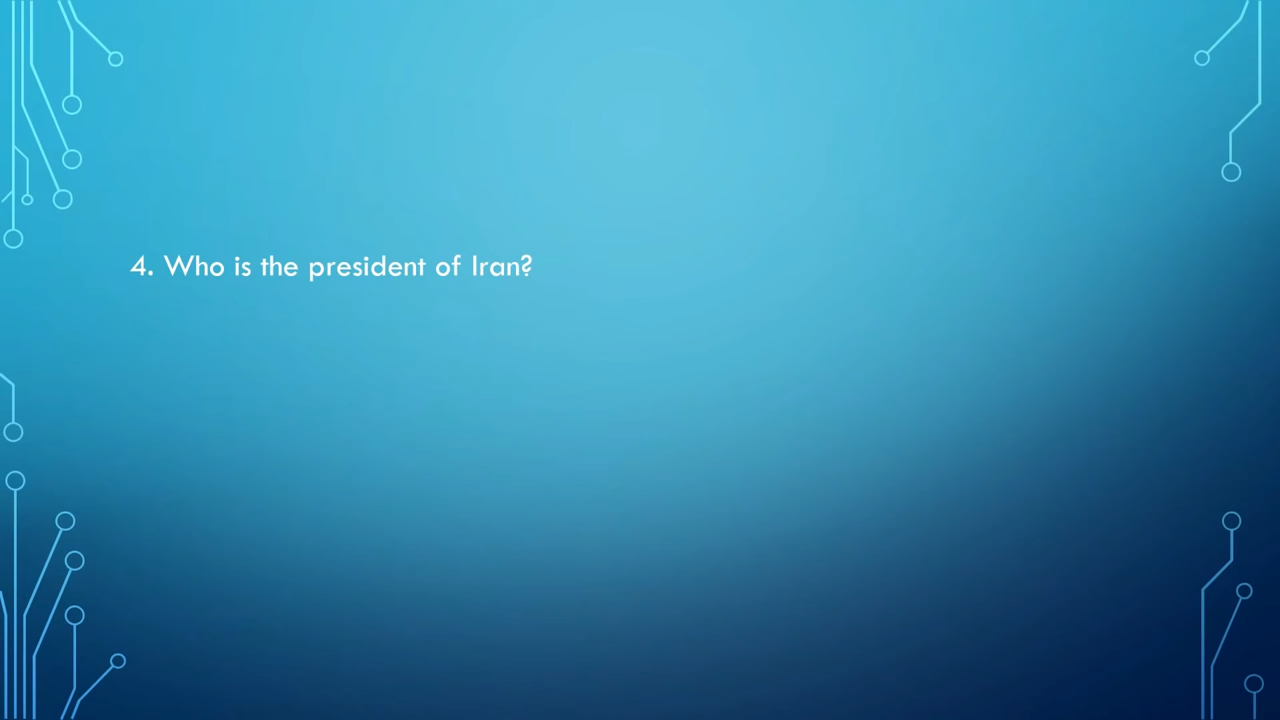 4. Who is the president of Iran?